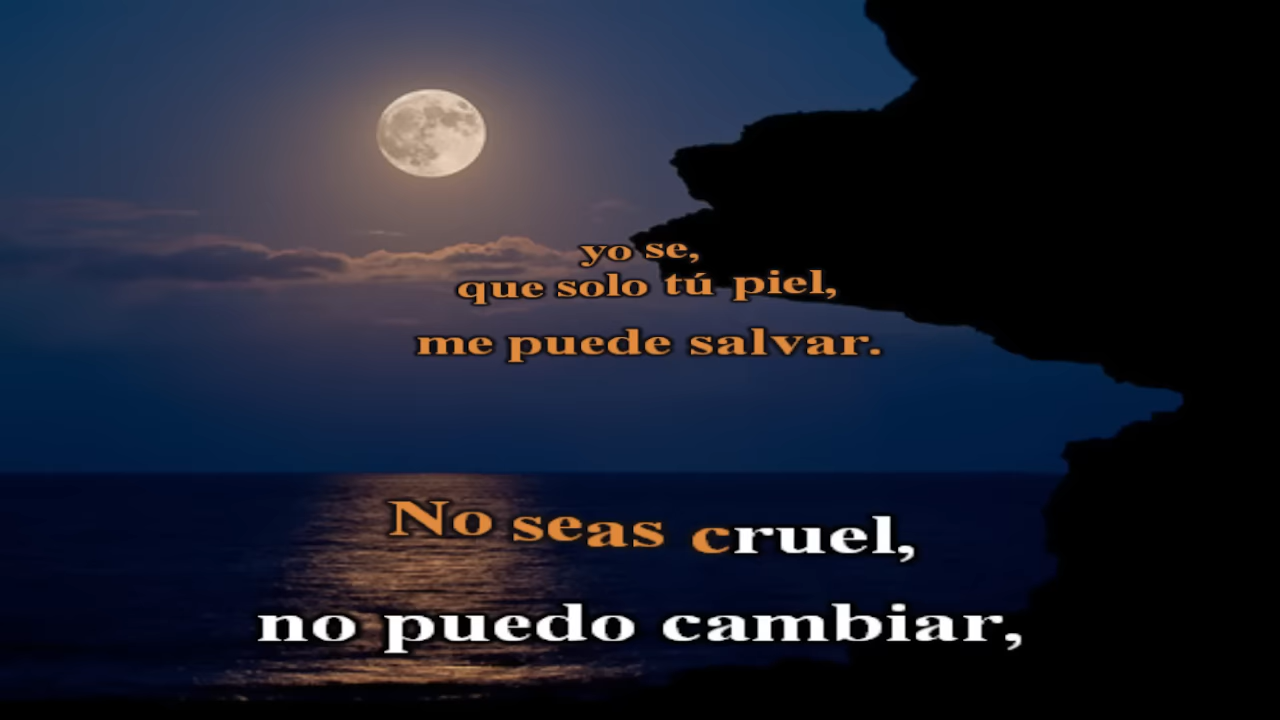 yo se,
que solo tú piel,
me puede salvar.
No seas cruel,
no puedo cambiar,